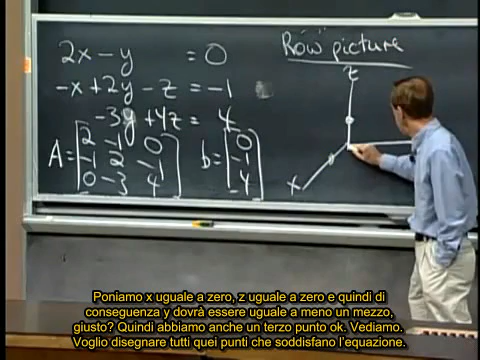 2x - y = 0
-x + 2y - z = -1
-3y + 4z = 4
A = [2 -1 0
-1 2 -1
0 -3 4]
b = [0
-1
4]
Row picture
z
x
Poniamo x uguale a zero, z uguale a zero e quindi di
conseguenza y dovrà essere uguale a meno un mezzo,
giusto? Quindi abbiamo anche un terzo punto ok. Vediamo.
Voglio disegnare tutti quei punti che soddisfano l'equazione.